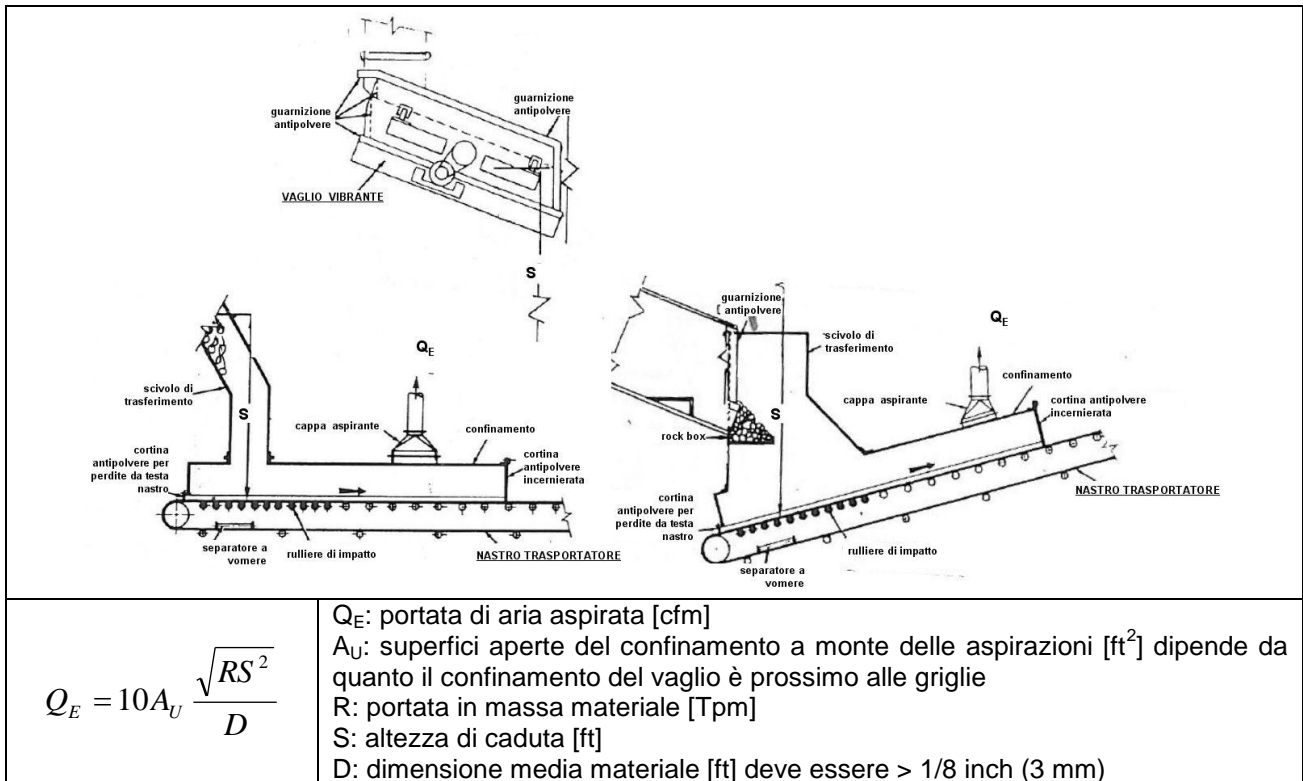 guarnizione
antipolvere
guarnizione
antipolvere
VAGLIO VIBRANTE
S
Q_E
scivolo di
trasferimento
S
cappa aspirante
confinamento
cortina
antipolvere per
perdite da testa
nastro
cortina
antipolvere
incernierata
separatore a
vomere
rulliere di impatto
NASTRO TRASPORTATORE
guarnizione
antipolvere
Q_E
scivolo di
trasferimento
confinamento
cappa aspirante
cortina antipolvere
incernierata
S
rock box
cortina
antipolvere per
perdite da testa
nastro
NASTRO TRASPORTATORE
rulliere di impatto
separatore a
vomere
Q_E = 10A_U √(RS²) / D
Q_E: portata di aria aspirata [cfm]
A_U: superfici aperte del confinamento a monte delle aspirazioni [ft²] dipende da
quanto il confinamento del vaglio è prossimo alle griglie
R: portata in massa materiale [Tpm]
S: altezza di caduta [ft]
D: dimensione media materiale [ft] deve essere > 1/8 inch (3 mm)